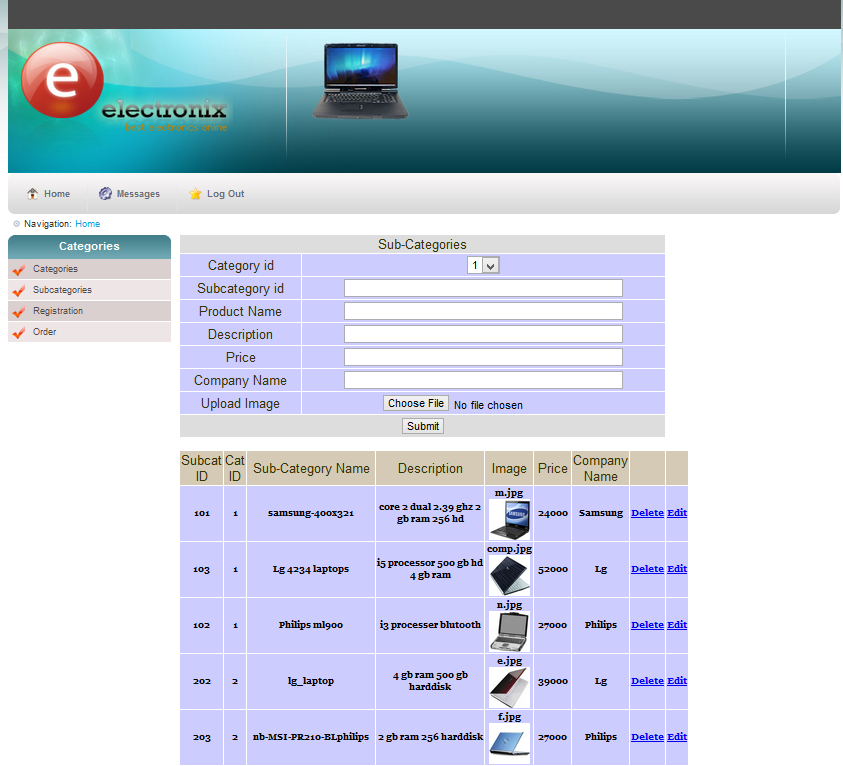 e
electronix
Home
Messages
Log Out
Navigation: Home
Categories
Categories
Subcategories
Registration
Order
Sub-Categories
Category id
1
Subcategory id
Product Name
Description
Price
Company Name
Upload Image
Choose File No file chosen
Submit
Subcat ID Cat ID Sub-Category Name Description Image Price Company Name
101 1 samsung-400x321 core 2 dual 2.39 ghz 2 gb ram 256 hd m.jpg 24000 Samsung Delete Edit
103 1 Lg 4234 laptops i5 processor 500 gb hd 4 gb ram comp.jpg 52000 Lg Delete Edit
102 1 Philips ml900 i3 processer blutooth n.jpg 27000 Philips Delete Edit
202 2 lg_laptop 4 gb ram 500 gb harddisk e.jpg 39000 Lg Delete Edit
203 2 nb-MSI-PR210-BLphilips 2 gb ram 256 harddisk f.jpg 27000 Philips Delete Edit